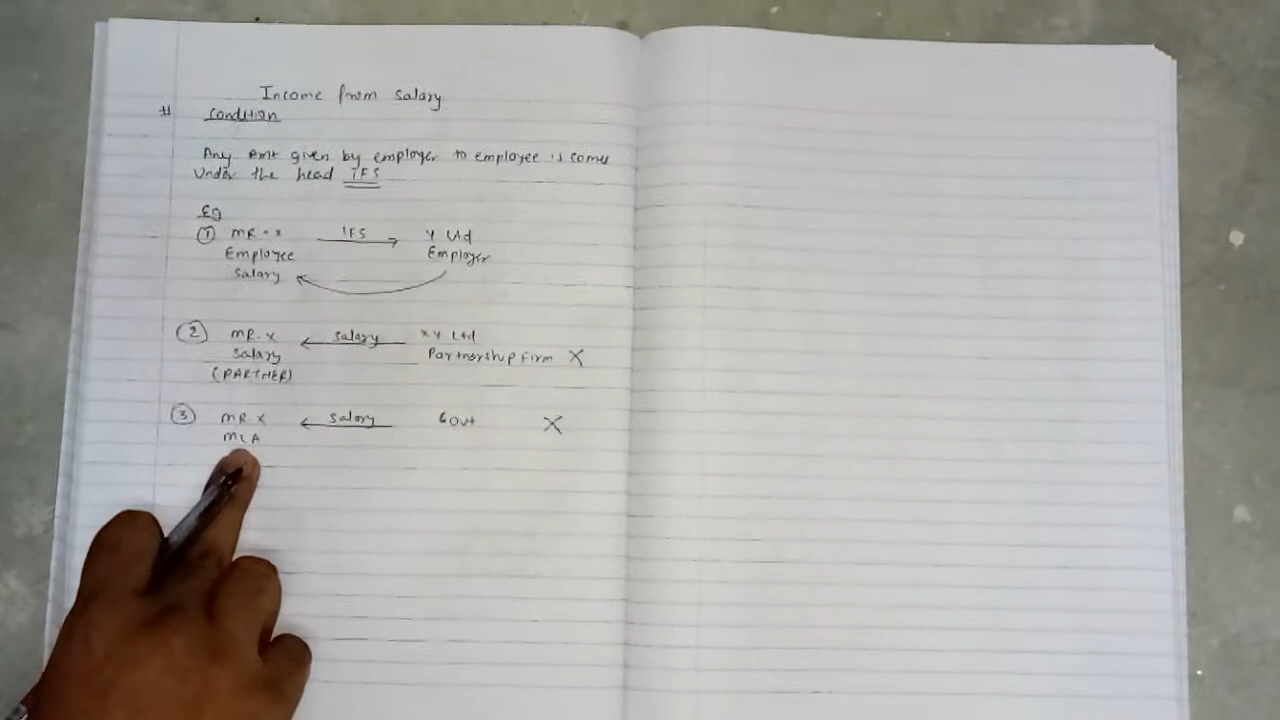 Income from salary
# Condition
Any Amt given by employer to employee is comes
Under the head IFS
Eg
① MR-X IFS Y Ltd
Employee Employer
Salary
② MR-X Salary XY Ltd
Salary Partnership firm X
(PARTNER)
③ MR X Salary Govt X
MLA